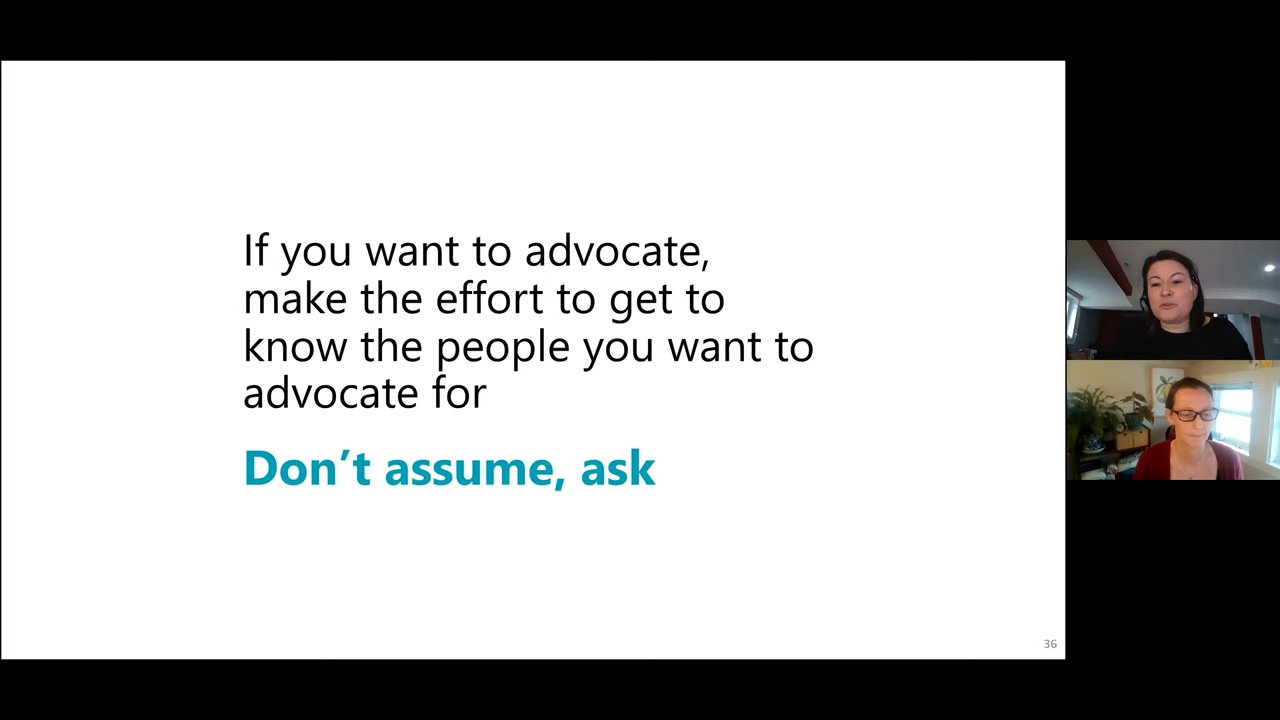 If you want to advocate,
make the effort to get to
know the people you want to
advocate for
Don’t assume, ask
36